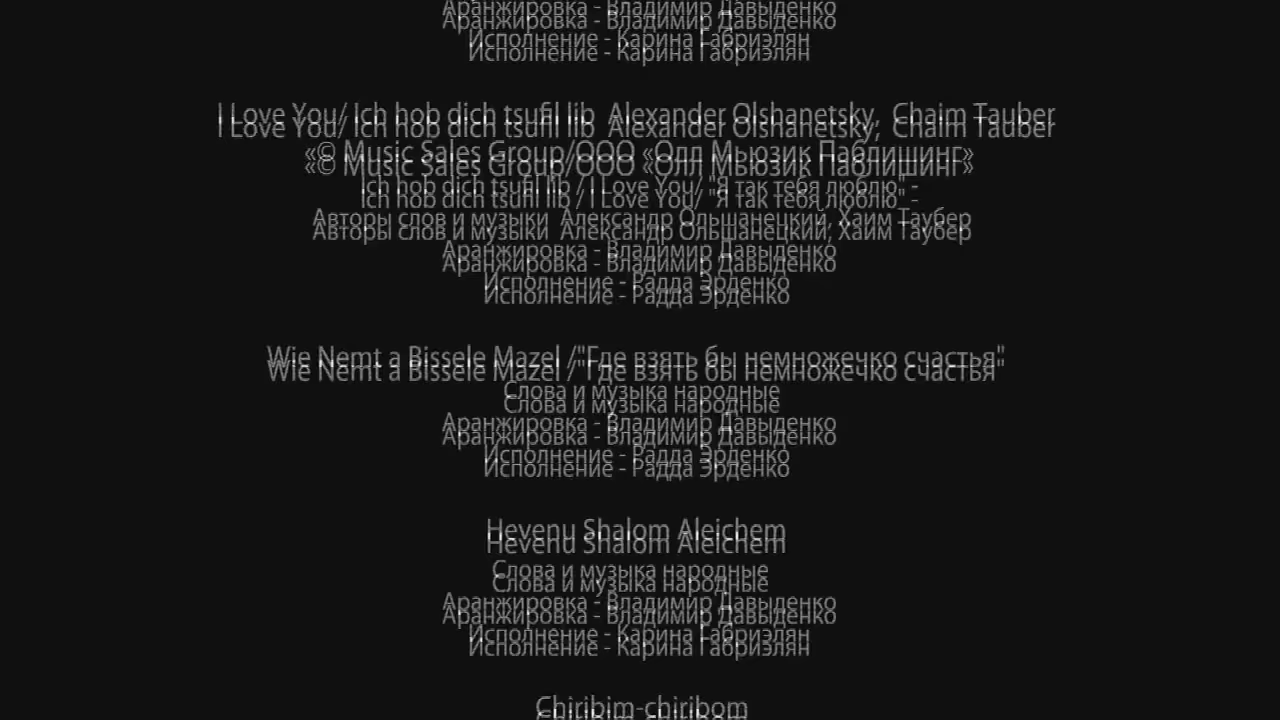 Аранжировка - Владимир Давыденко
Исполнение - Карина Габриэлян
I Love You/ Ich hob dich tsufil lib Alexander Olshanetsky, Chaim Tauber
«© Music Sales Group/ООО «Олл Мьюзик Паблишинг»
Ich hob dich tsufil lib / I Love You/ "Я так тебя люблю" -
Авторы слов и музыки Александр Ольшанецкий, Хаим Таубер
Аранжировка - Владимир Давыденко
Исполнение - Радда Эрденко
Wie Nemt a Bissele Mazel /"Где взять бы немножечко счастья"
Слова и музыка народные
Аранжировка - Владимир Давыденко
Исполнение - Радда Эрденко
Hevenu Shalom Aleichem
Слова и музыка народные
Аранжировка - Владимир Давыденко
Исполнение - Карина Габриэлян
Chiribim-chiribom